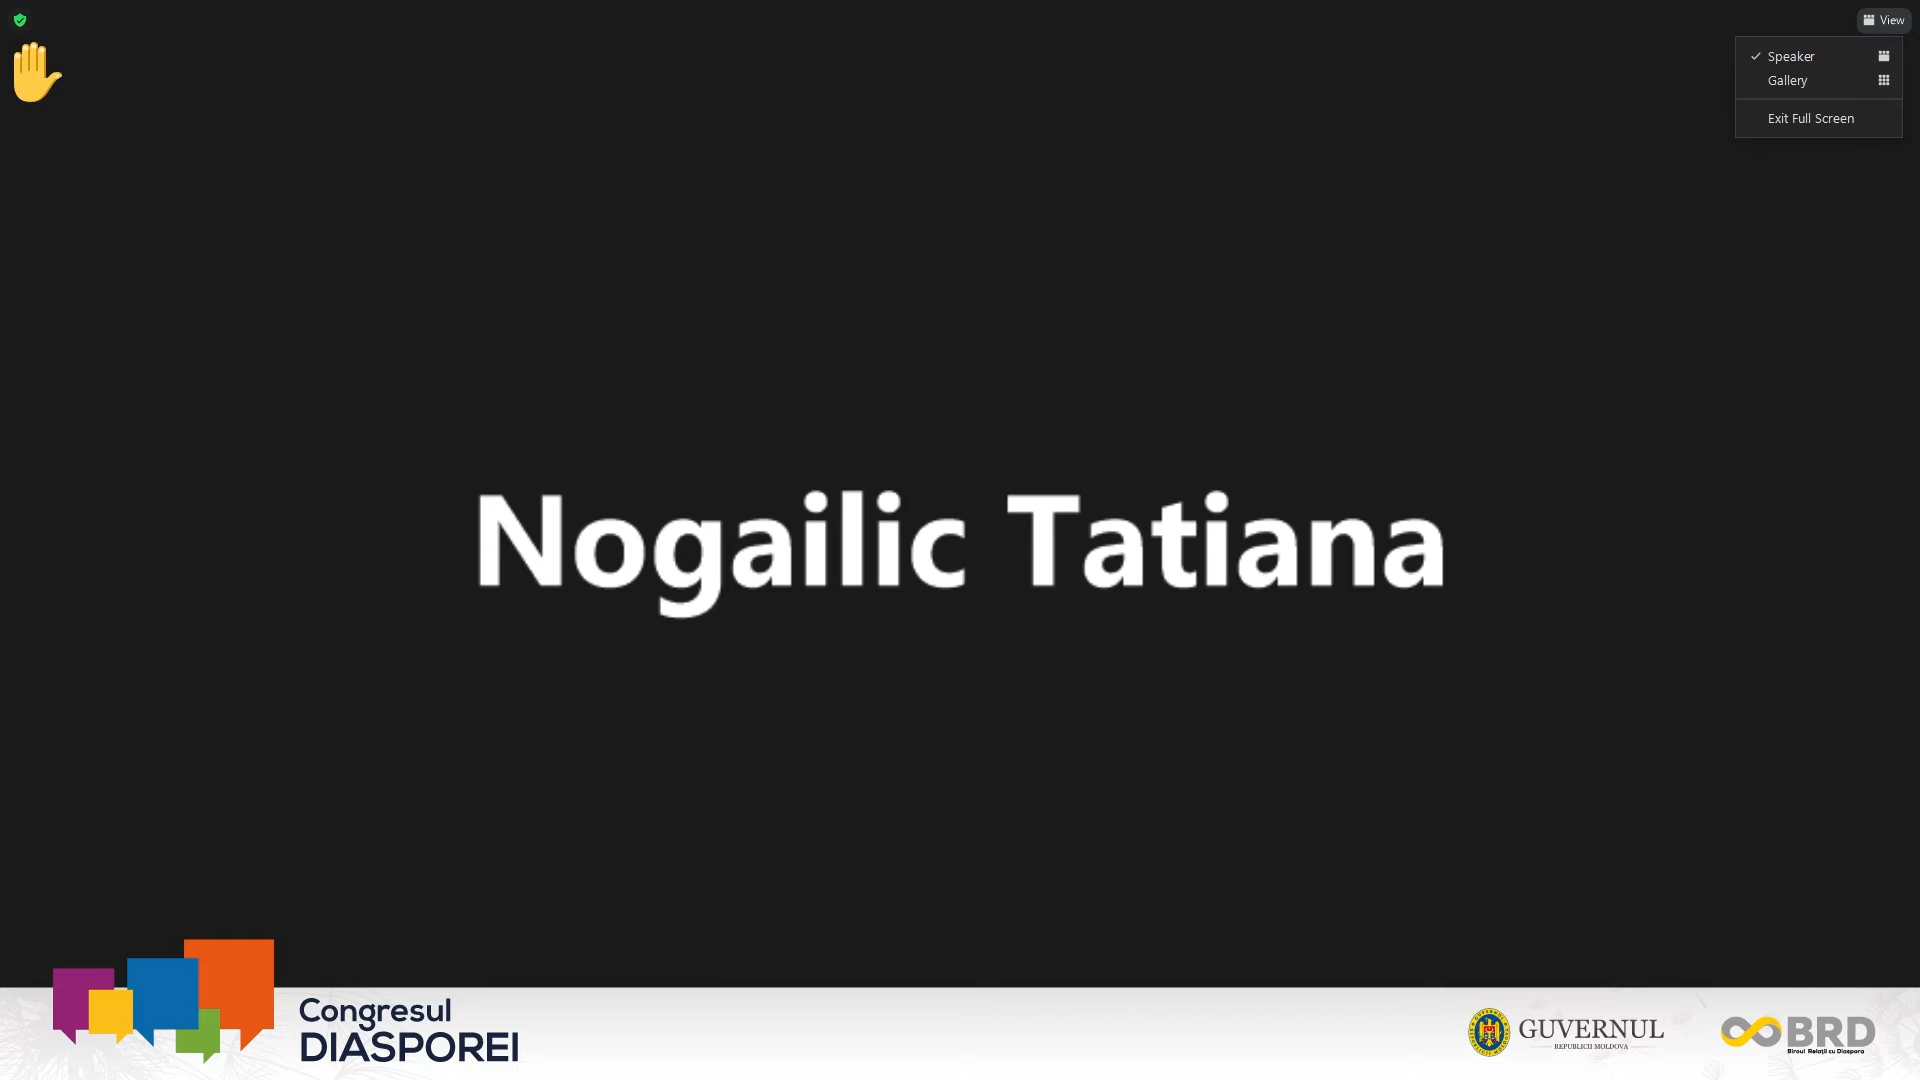 View
Speaker
Gallery
Exit Full Screen
Nogailic Tatiana
Congresul
DIASPOREI
GUVERNUL
REPUBLICII MOLDOVA
BRD
Biroul Relații cu Diaspora